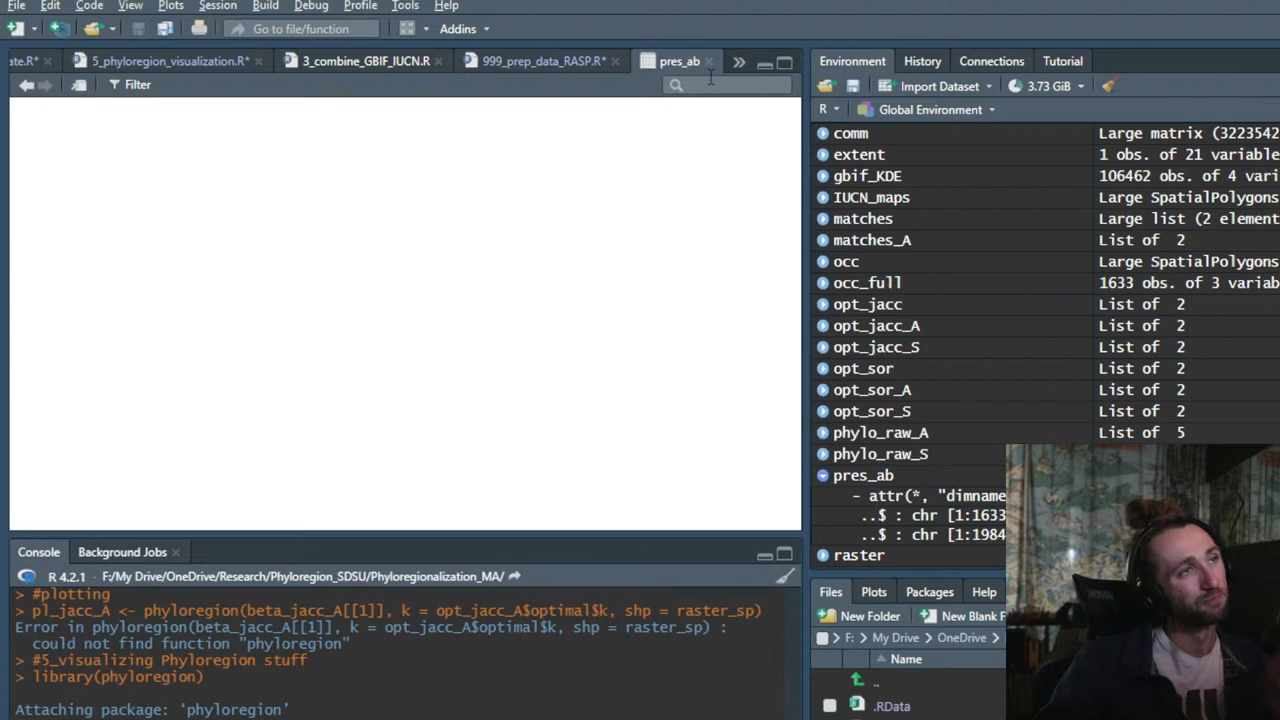 File Edit Code View Plots Session Build Debug Profile Tools Help
Go to file/function Addins
ate.R* 5_phyloregion_visualization.R* 3_combine_GBIF_IUCN.R 999_prep_data_RASP.R* pres_ab
Filter
Console Background Jobs
R 4.2.1 · F:/My Drive/OneDrive/Research/Phyloregion_SDSU/Phyloregionalization_MA/
> #plotting
> pl_jacc_A <- phyloregion(beta_jacc_A[[1]], k = opt_jacc_A$optimal$k, shp = raster_sp)
Error in phyloregion(beta_jacc_A[[1]], k = opt_jacc_A$optimal$k, shp = raster_sp) :
could not find function "phyloregion"
> #5_visualizing Phyloregion stuff
> library(phyloregion)
Attaching package: ‘phyloregion’
Environment History Connections Tutorial
Import Dataset 3.73 GiB
R Global Environment
comm Large matrix (3223542
extent 1 obs. of 21 variable
gbif_KDE 106462 obs. of 4 vari
IUCN_maps Large SpatialPolygons
matches Large list (2 element
matches_A List of 2
occ Large SpatialPolygons
occ_full 1633 obs. of 3 variab
opt_jacc List of 2
opt_jacc_A List of 2
opt_jacc_S List of 2
opt_sor List of 2
opt_sor_A List of 2
opt_sor_S List of 2
phylo_raw_A List of 5
phylo_raw_S
pres_ab
- attr(*, "dimname
..$ : chr [1:1633
..$ : chr [1:1984
raster
Files Plots Packages Help
New Folder New Blank F
F: My Drive OneDrive
Name
..
.RData